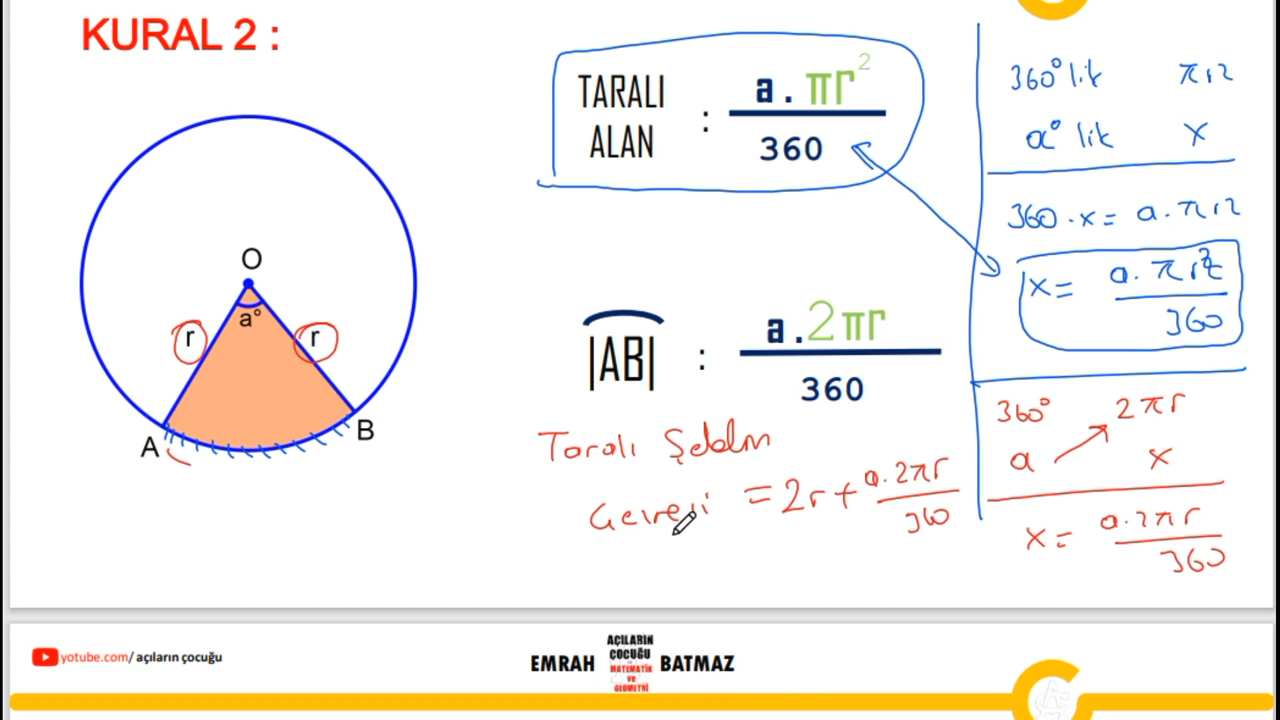 KURAL 2 :
TARALI
ALAN
:
a . πr²
360
O
a°
r
r
A
B
|AB|
:
a . 2πr
360
Taralı Şeklin
Çevresi = 2r + a.2πr
360
360° lik πr²
a° lik x
360 . x = a . πr²
x = a . πr²
360
360° 2πr
a x
x = a . 2πr
360
yotube.com/ açıların çocuğu
EMRAH
AÇILARIN
ÇOCUĞU
MATEMATİK
VE
GEOMETRİ
BATMAZ